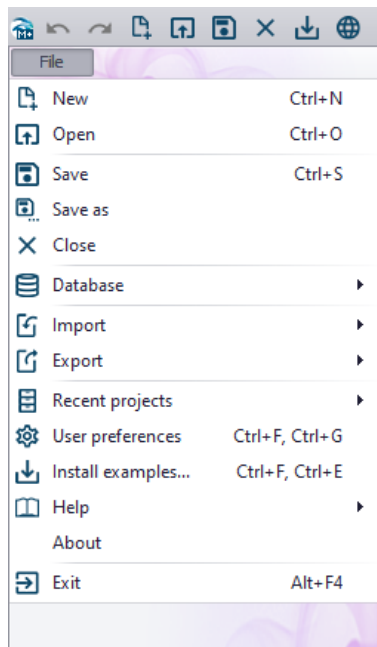 M+
File
New Ctrl+N
Open Ctrl+O
Save Ctrl+S
Save as
Close
Database
Import
Export
Recent projects
User preferences Ctrl+F, Ctrl+G
Install examples... Ctrl+F, Ctrl+E
Help
About
Exit Alt+F4